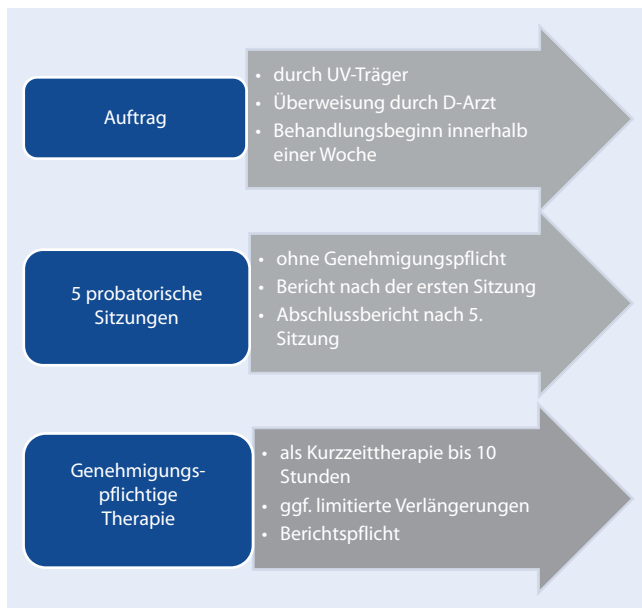 Auftrag
• durch UV-Träger
• Überweisung durch D-Arzt
• Behandlungsbeginn innerhalb
einer Woche
5 probatorische
Sitzungen
• ohne Genehmigungspflicht
• Bericht nach der ersten Sitzung
• Abschlussbericht nach 5.
Sitzung
Genehmigungs-
pflichtige
Therapie
• als Kurzzeittherapie bis 10
Stunden
• ggf. limitierte Verlängerungen
• Berichtspflicht